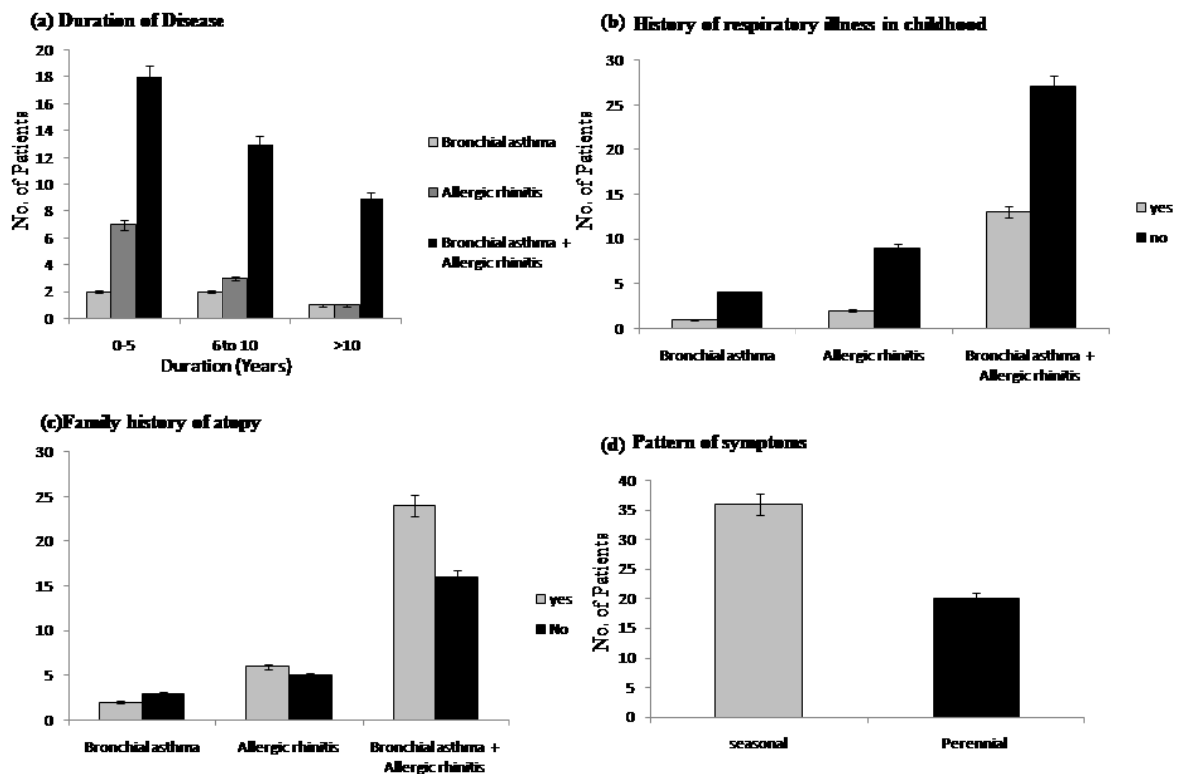 (a) Duration of Disease
No. of Patients
20
18
16
14
12
10
8
6
4
2
0
0-5
6 to 10
>10
Duration (Years)
Bronchial asthma
Allergic rhinitis
Bronchial asthma +
Allergic rhinitis
(b) History of respiratory illness in childhood
No. of Patients
30
25
20
15
10
5
0
Bronchial asthma
Allergic rhinitis
Bronchial asthma +
Allergic rhinitis
yes
no
(c)Family history of atopy
30
25
20
15
10
5
0
Bronchial asthma
Allergic rhinitis
Bronchial asthma +
Allergic rhinitis
yes
No
(d) Pattern of symptoms
No. of Patients
40
35
30
25
20
15
10
5
0
seasonal
Perennial